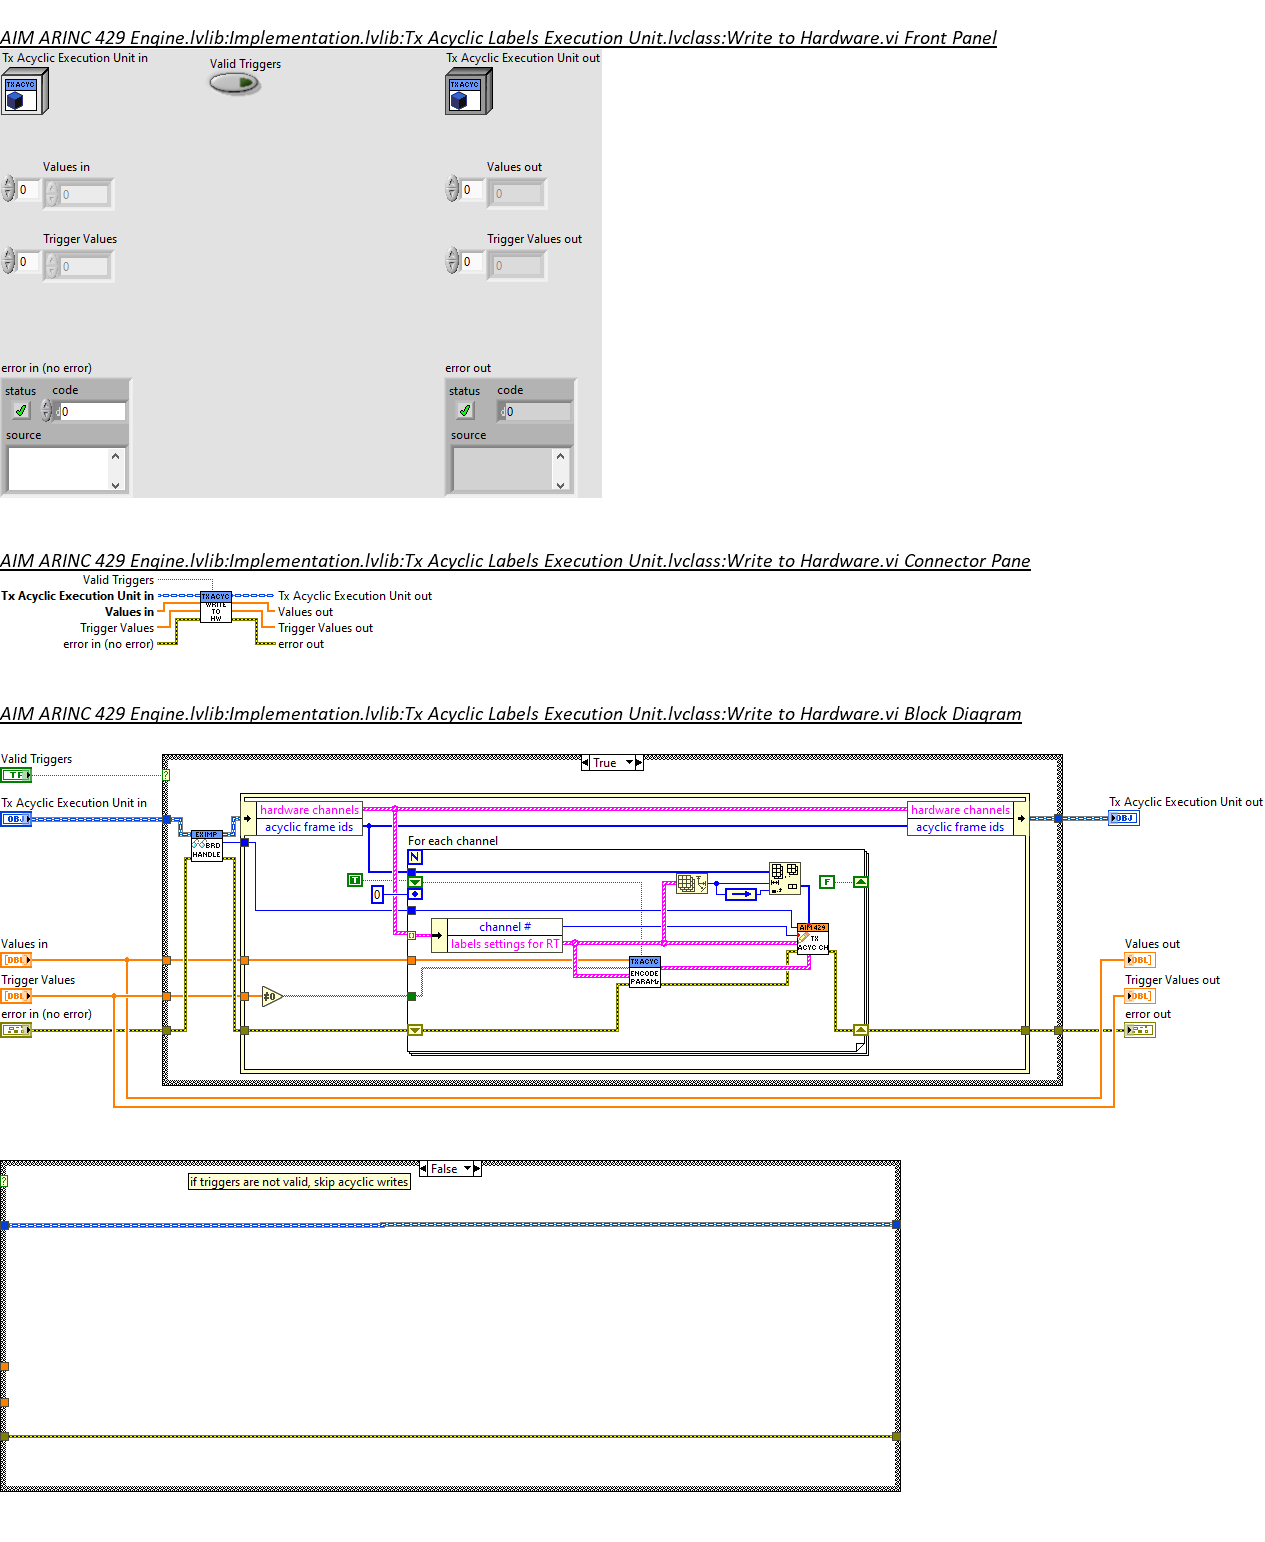 AIM ARINC 429 Engine.lvlib:Implementation.lvlib:Tx Acyclic Labels Execution Unit.lvclass:Write to Hardware.vi Front Panel
Tx Acyclic Execution Unit in
Valid Triggers
Tx Acyclic Execution Unit out
TX ACYC
TX ACYC
Values in
Values out
0
0
0
0
Trigger Values
Trigger Values out
0
0
0
0
error in (no error)
error out
status
code
status
code
d
0
d
0
source
source
AIM ARINC 429 Engine.lvlib:Implementation.lvlib:Tx Acyclic Labels Execution Unit.lvclass:Write to Hardware.vi Connector Pane
Valid Triggers
Tx Acyclic Execution Unit in
TX ACYC
Tx Acyclic Execution Unit out
Values in
WRITE
TO
HW
Values out
Trigger Values
Trigger Values out
error in (no error)
error out
AIM ARINC 429 Engine.lvlib:Implementation.lvlib:Tx Acyclic Labels Execution Unit.lvclass:Write to Hardware.vi Block Diagram
Valid Triggers
True
TF
?
Tx Acyclic Execution Unit in
Tx Acyclic Execution Unit out
hardware channels
hardware channels
OBJ
OBJ
acyclic frame ids
acyclic frame ids
EX IMP
BRD
HANDLE
For each channel
N
T
F
0
channel #
AIM 429
TX
ACYC CH
labels settings for RT
Values in
Values out
DBL
TX ACYC
ENCODE
PARAMs
DBL
Trigger Values
Trigger Values out
DBL
≠0
DBL
error in (no error)
error out
False
?
if triggers are not valid, skip acyclic writes